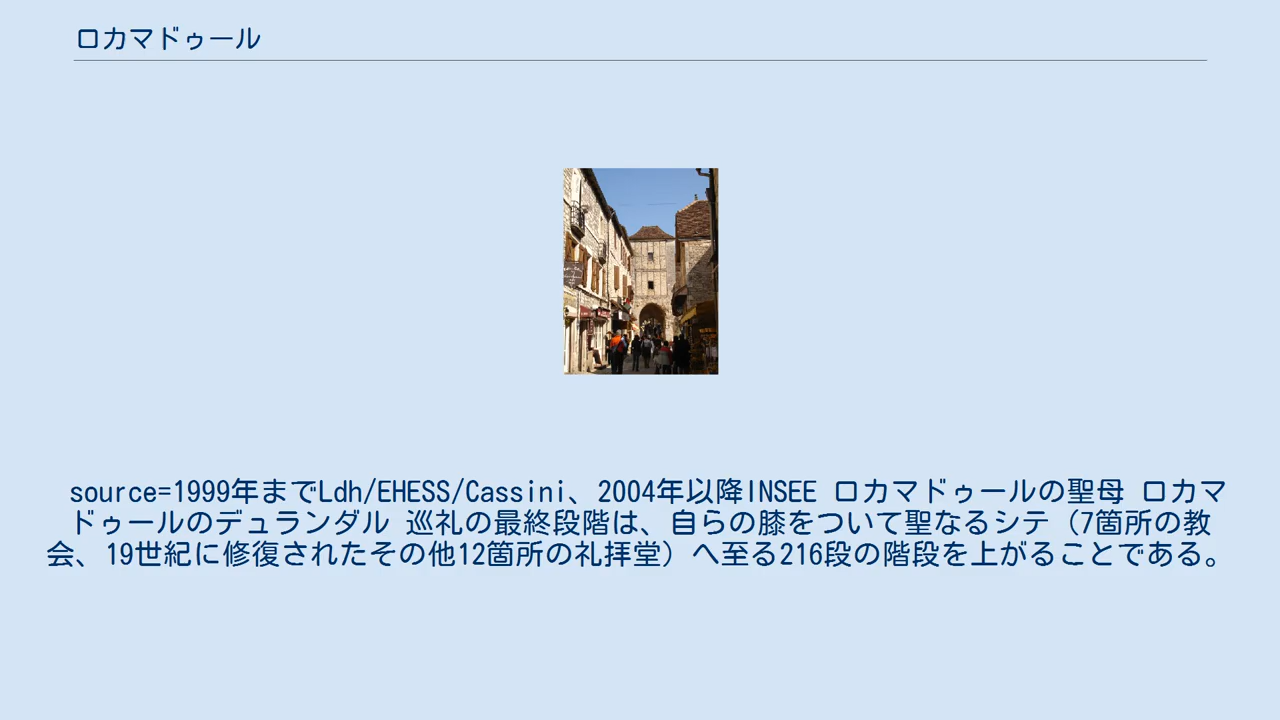 ロカマドゥール
source=1999年までLdh/EHESS/Cassini、2004年以降INSEE ロカマドゥールの聖母 ロカマ
ドゥールのデュランダル 巡礼の最終段階は、自らの膝をついて聖なるシテ（7箇所の教
会、19世紀に修復されたその他12箇所の礼拝堂）へ至る216段の階段を上がることである。